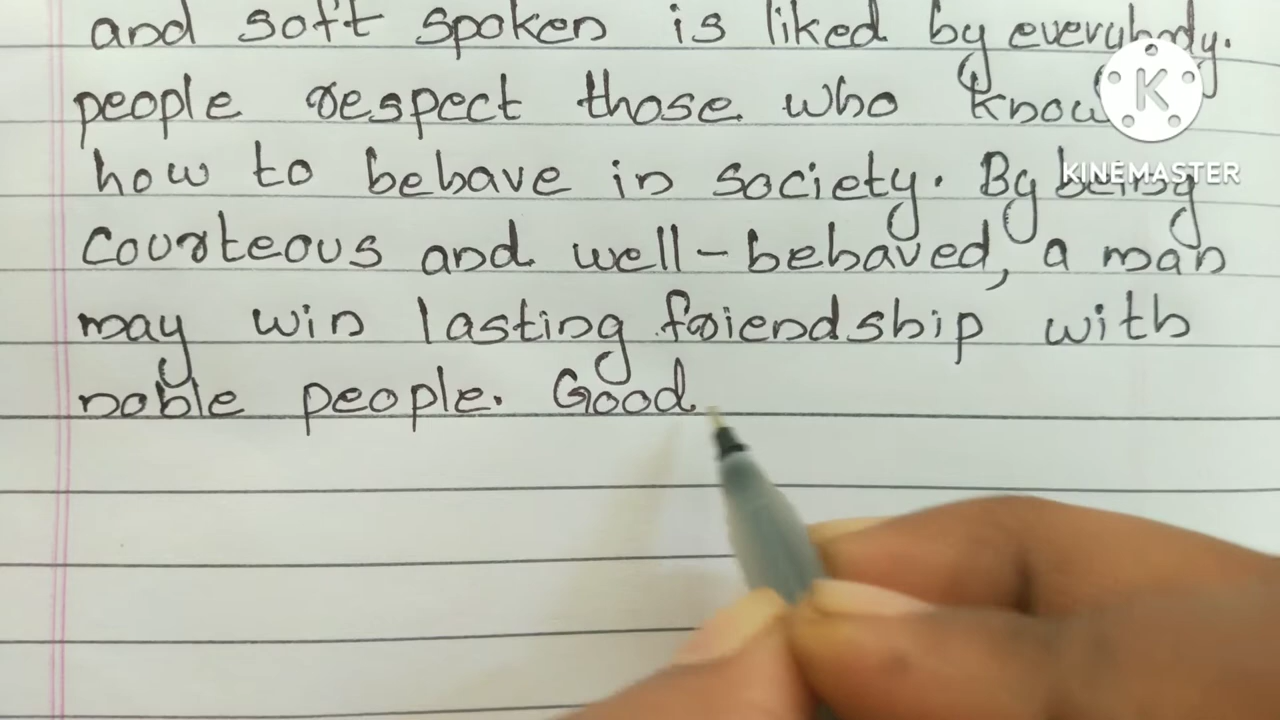 and soft spoken is liked by everybody.
people respect those who know
how to behave in society. By being
Courteous and well-behaved, a man
may win lasting friendship with
noble people. Good
K
KINEMASTER